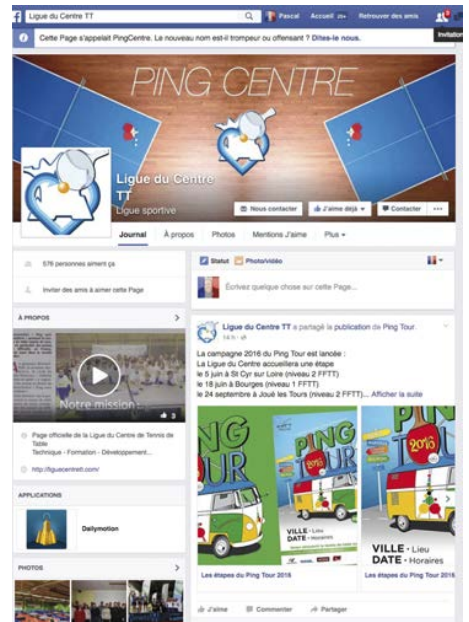 Ligue du Centre TT
Pascal Accueil 20+ Retrouver des amis
Invitation
Cette Page s'appelait PingCentre. Le nouveau nom est-il trompeur ou offensant ? Dites-le nous.
PING CENTRE
Ligue du Centre
TT
Ligue sportive
Nous contacter J'aime déjà Contacter
Journal À propos Photos Mentions J'aime Plus
576 personnes aiment ça
Inviter des amis à aimer cette Page
À PROPOS
Notre mission :
3
Page officielle de la Ligue du Centre de Tennis de
Table
Technique - Formation - Développement...
http://liguecentrett.com/
APPLICATIONS
Dailymotion
PHOTOS
Statut Photo/vidéo
Écrivez quelque chose sur cette Page...
Ligue du Centre TT a partagé la publication de Ping Tour.
14 h
La campagne 2016 du Ping Tour est lancée :
La Ligue du Centre accueillera une étape
le 5 juin à St Cyr sur Loire (niveau 2 FFTT)
le 18 juin à Bourges (niveau 1 FFTT)
le 24 septembre à Joué les Tours (niveau 2 FFTT)... Afficher la suite
NG
UR
PING
TOUR
2016
VILLE - Lieu
DATE - Horaires
PING
TOUR
2016
VILLE - Lieu
DATE - Horaires
Les étapes du Ping Tour 2016
Les étapes du Ping Tour 2016
J'aime Commenter Partager